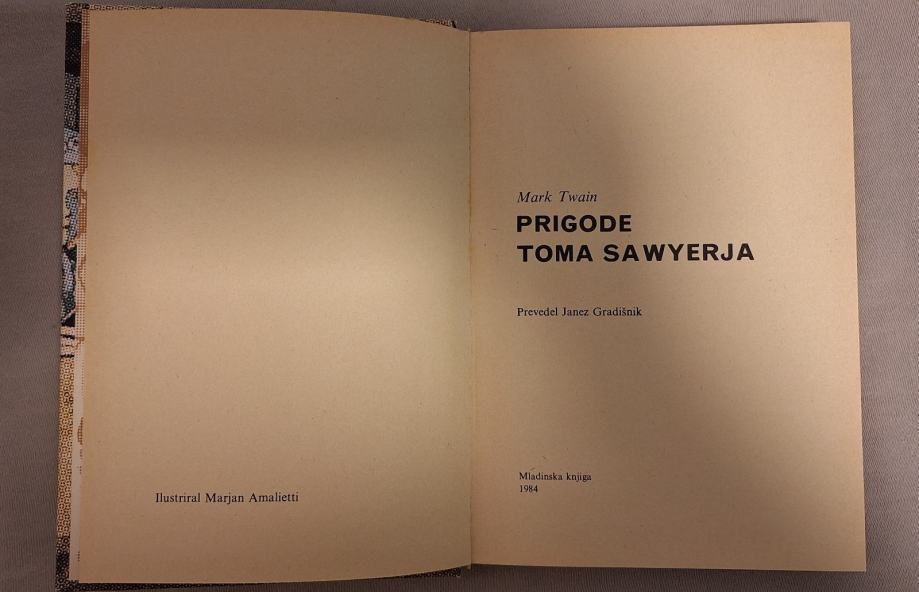 Ilustriral Marjan Amalietti
Mark Twain
PRIGODE
TOMA SAWYERJA
Prevedel Janez Gradišnik
Mladinska knjiga
1984